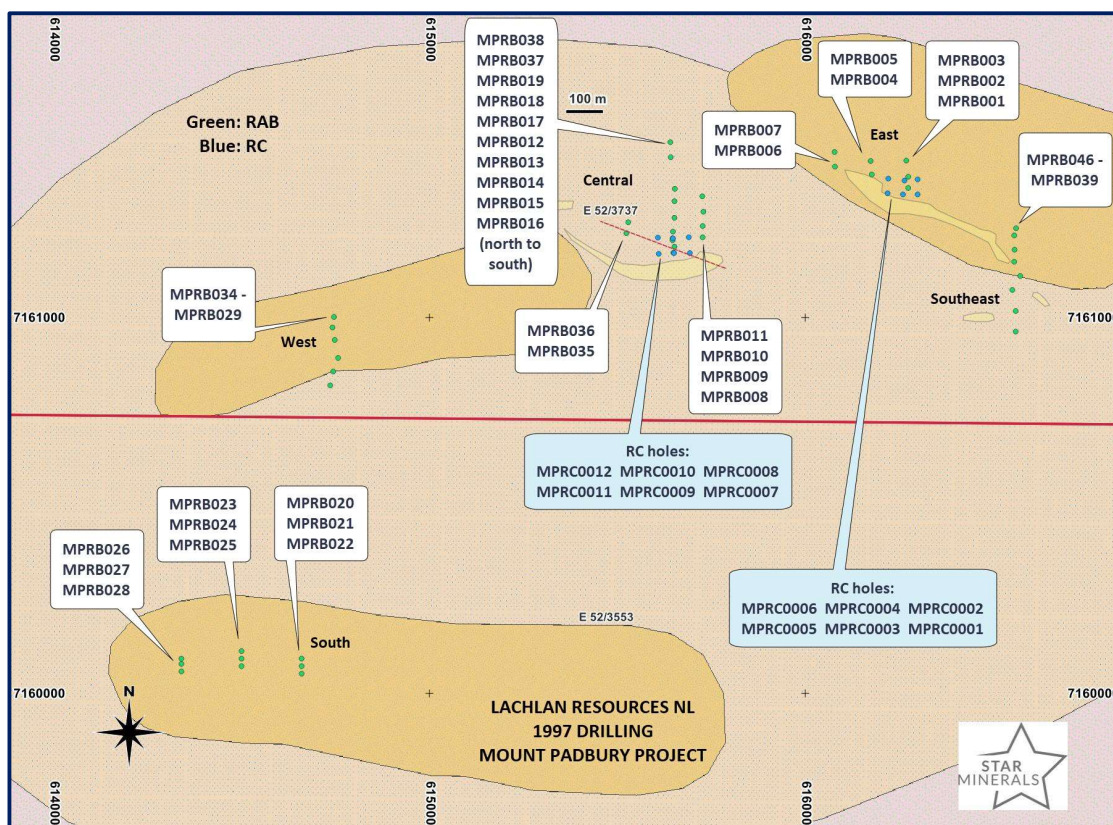 614000
615000
616000
Green: RAB
Blue: RC
MPRB038
MPRB037
MPRB019
MPRB018
MPRB017
MPRB012
MPRB013
MPRB014
MPRB015
MPRB016
(north to
south)
100 m
MPRB005
MPRB004
MPRB003
MPRB002
MPRB001
MPRB007
MPRB006
East
MPRB046 -
MPRB039
Central
E 52/3737
MPRB034 -
MPRB029
Southeast
7161000
7161000
West
MPRB036
MPRB035
MPRB011
MPRB010
MPRB009
MPRB008
RC holes:
MPRC0012 MPRC0010 MPRC0008
MPRC0011 MPRC0009 MPRC0007
MPRB023
MPRB024
MPRB025
MPRB020
MPRB021
MPRB022
MPRB026
MPRB027
MPRB028
RC holes:
MPRC0006 MPRC0004 MPRC0002
MPRC0005 MPRC0003 MPRC0001
E 52/3553
South
7160000
7160000
N
LACHLAN RESOURCES NL
1997 DRILLING
MOUNT PADBURY PROJECT
STAR
MINERALS
614000
615000
616000